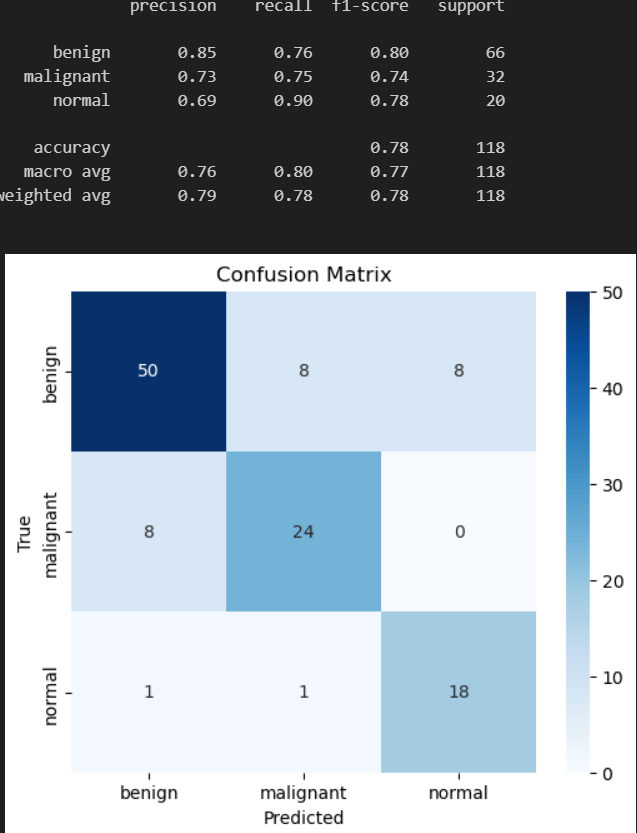 precision recall f1-score support
benign 0.85 0.76 0.80 66
malignant 0.73 0.75 0.74 32
normal 0.69 0.90 0.78 20
accuracy 0.78 118
macro avg 0.76 0.80 0.77 118
weighted avg 0.79 0.78 0.78 118
Confusion Matrix
50
benign 50 8 8
40
30
True
malignant 8 24 0
20
10
normal 1 1 18
0
benign malignant normal
Predicted